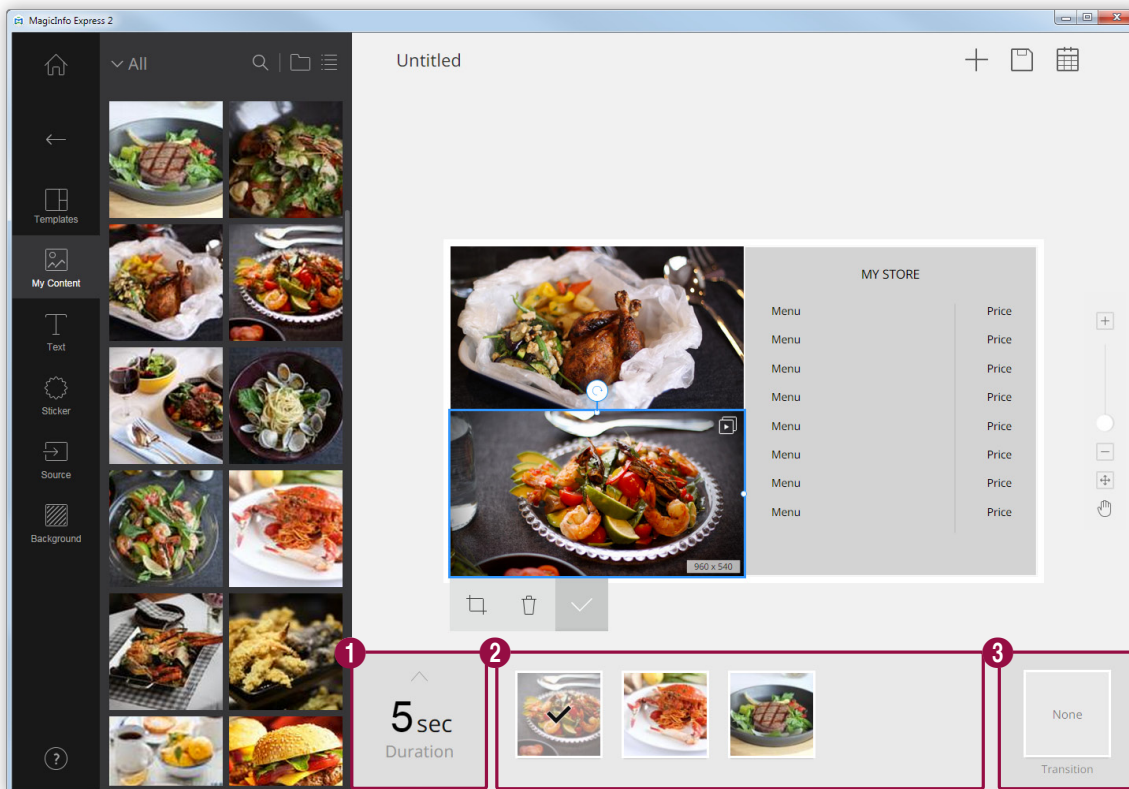 MagicInfo Express 2
All
Untitled
Templates
My Content
Text
Sticker
Source
Background
?
MY STORE
Menu Price
Menu Price
Menu Price
Menu Price
Menu Price
Menu Price
Menu Price
Menu Price
960 x 540
1
2
3
5 sec
Duration
None
Transition